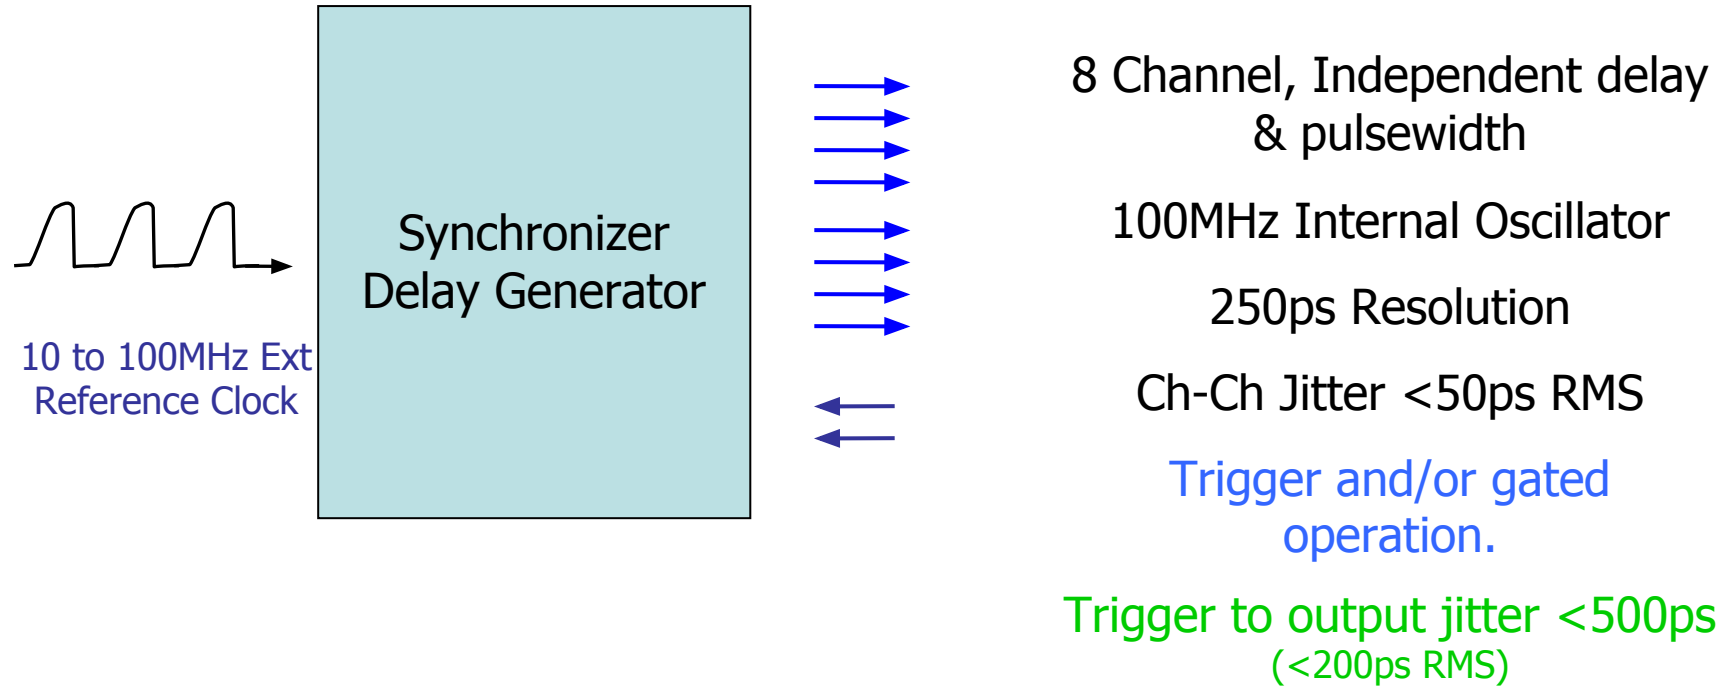 Synchronizer
Delay Generator
10 to 100MHz Ext
Reference Clock
8 Channel, Independent delay
& pulsewidth
100MHz Internal Oscillator
250ps Resolution
Ch-Ch Jitter <50ps RMS
Trigger and/or gated
operation.
Trigger to output jitter <500ps
(<200ps RMS)